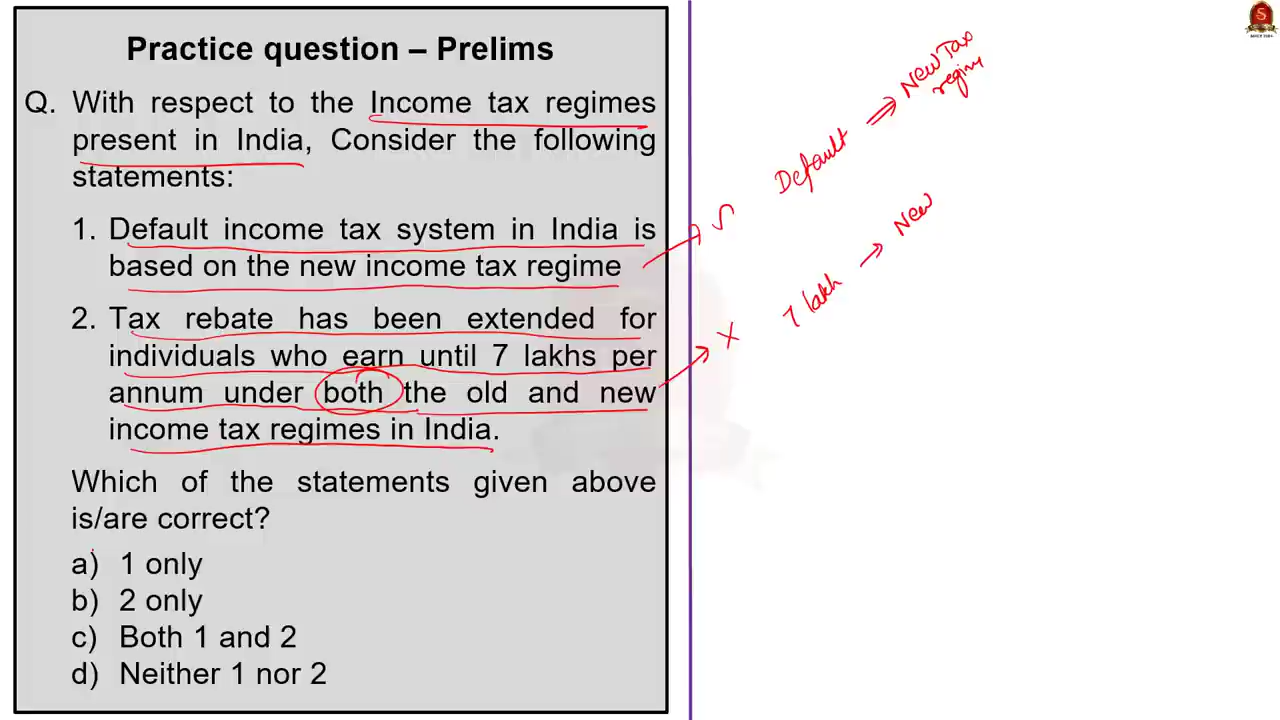 Practice question – Prelims
Q. With respect to the Income tax regimes
present in India, Consider the following
statements:
1. Default income tax system in India is
based on the new income tax regime
2. Tax rebate has been extended for
individuals who earn until 7 lakhs per
annum under both the old and new
income tax regimes in India.
Which of the statements given above
is/are correct?
a) 1 only
b) 2 only
c) Both 1 and 2
d) Neither 1 nor 2
Default ⇒ New Tax
regime
7 lakh → New